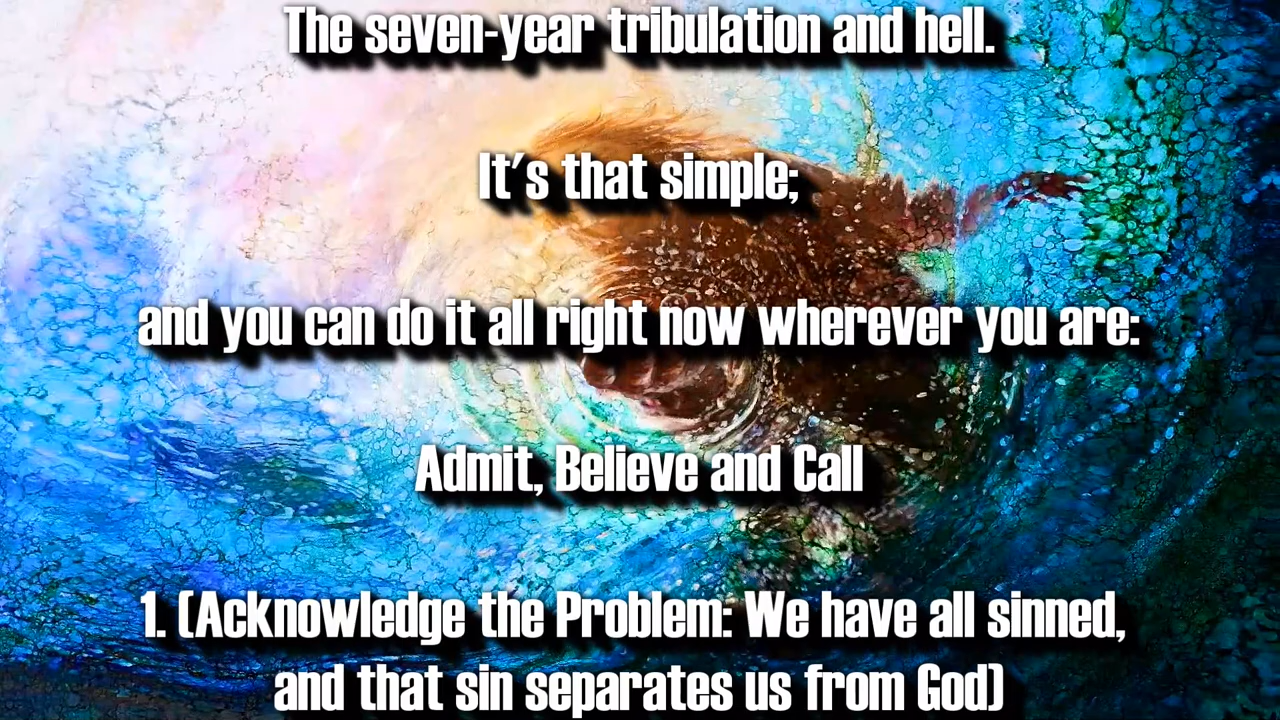 The seven-year tribulation and hell.
It's that simple;
and you can do it all right now wherever you are:
Admit, Believe and Call
1. (Acknowledge the Problem: We have all sinned,
and that sin separates us from God)